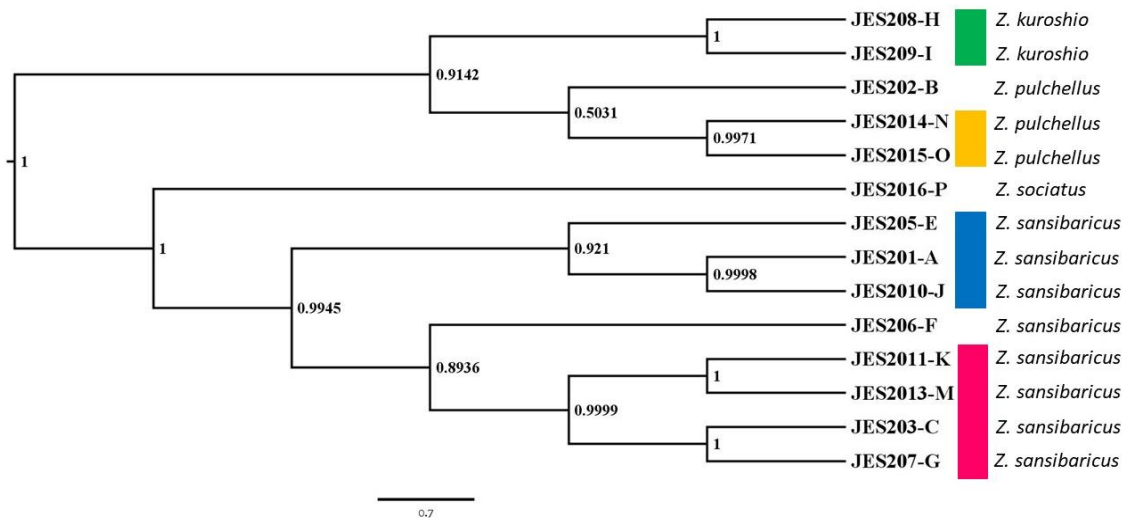 JES208-H Z. kuroshio
1
JES209-I Z. kuroshio
0.9142
JES202-B Z. pulchellus
0.5031
JES2014-N Z. pulchellus
0.9971
JES2015-O Z. pulchellus
1
JES2016-P Z. sociatus
JES205-E Z. sansibaricus
1
0.921
JES201-A Z. sansibaricus
0.9998
JES2010-J Z. sansibaricus
0.9945
JES206-F Z. sansibaricus
JES2011-K Z. sansibaricus
0.8936
1
JES2013-M Z. sansibaricus
0.9999
JES203-C Z. sansibaricus
1
JES207-G Z. sansibaricus
0.7